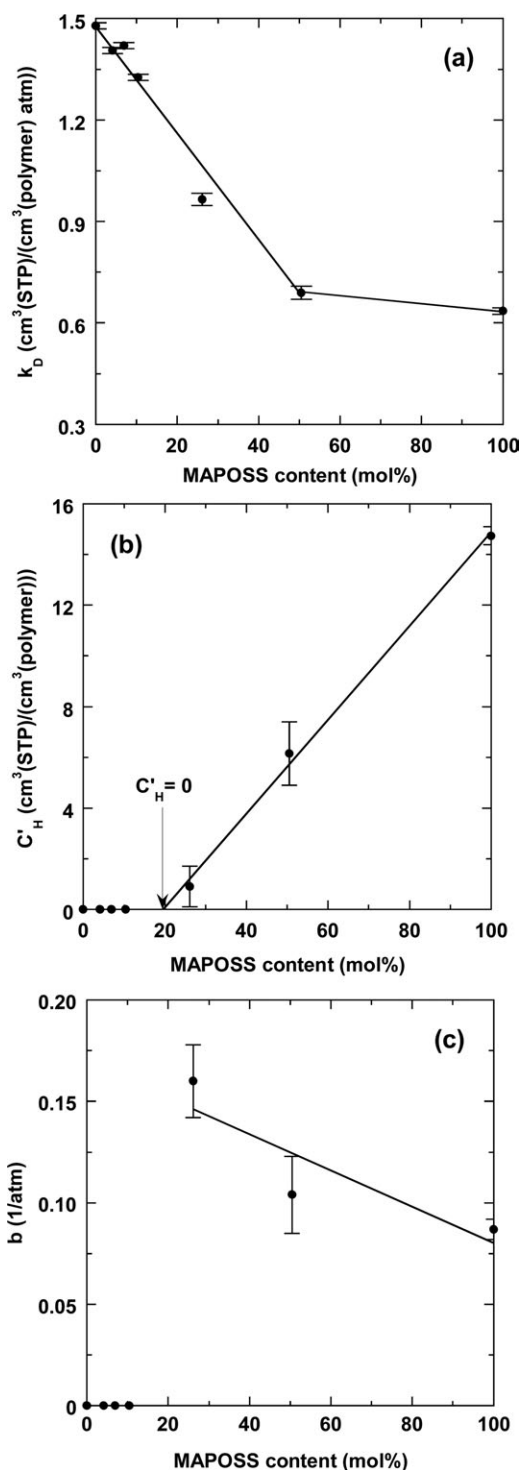 (a)
1.5
1.2
0.9
0.6
0.3
k_D (cm³(STP)/(cm³(polymer) atm))
0 20 40 60 80 100
MAPOSS content (mol%)
(b)
16
12
8
4
0
C'_H (cm³(STP)/(cm³(polymer)))
C'_H = 0
0 20 40 60 80 100
MAPOSS content (mol%)
(c)
0.20
0.15
0.10
0.05
0
b (1/atm)
0 20 40 60 80 100
MAPOSS content (mol%)